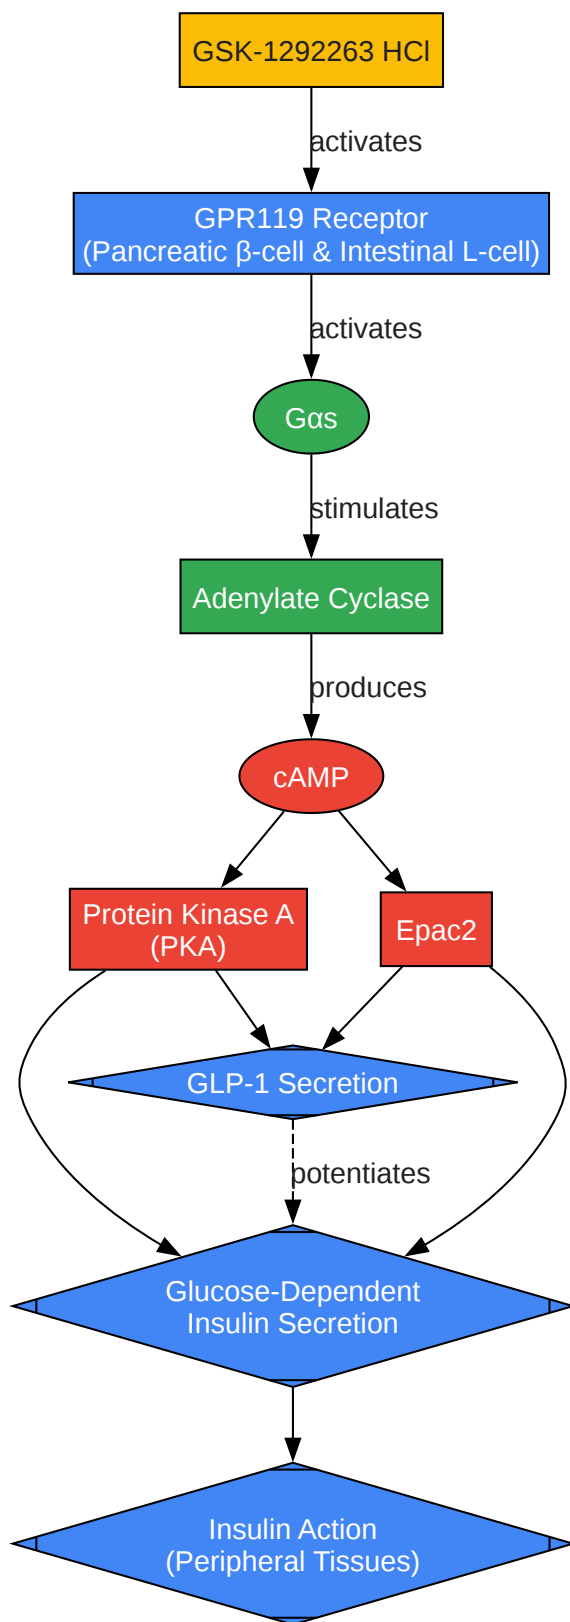 GSK-1292263 HCl
activates
GPR119 Receptor
(Pancreatic β-cell & Intestinal L-cell)
activates
Gαs
stimulates
Adenylate Cyclase
produces
cAMP
Protein Kinase A
(PKA)
Epac2
GLP-1 Secretion
potentiates
Glucose-Dependent
Insulin Secretion
Insulin Action
(Peripheral Tissues)